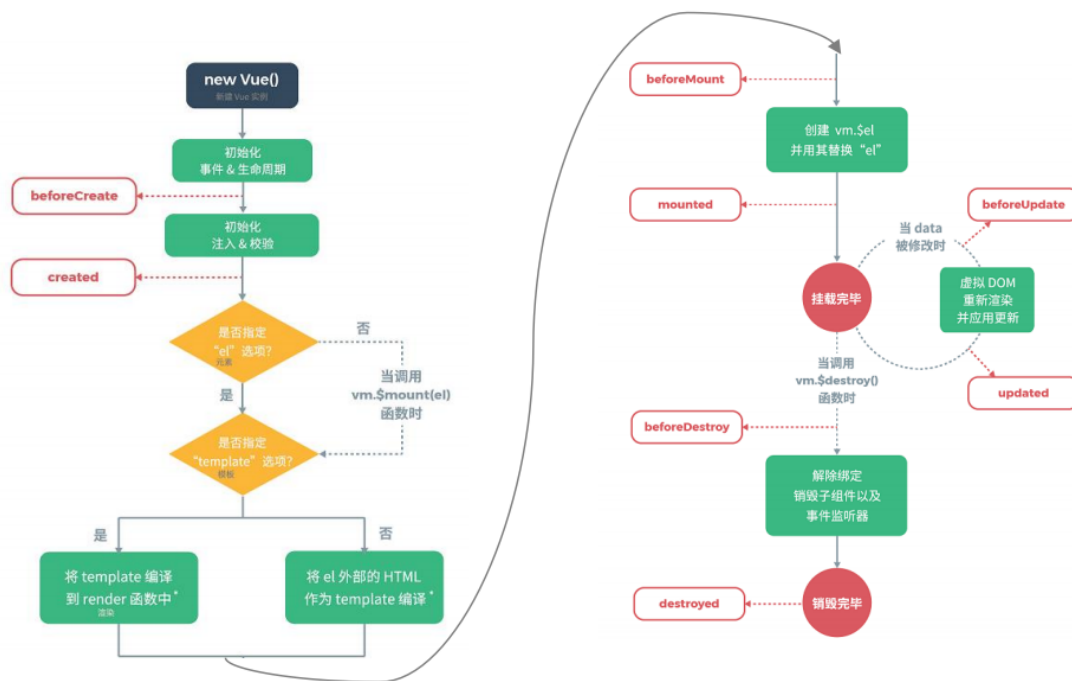 new Vue()
新建 Vue 实例
初始化
事件 & 生命周期
beforeCreate
初始化
注入 & 校验
created
是否指定
“el” 选项?
元素
否
是
当调用
vm.$mount(el)
函数时
是否指定
“template” 选项?
模板
是
否
将 template 编译
到 render 函数中*
渲染
将 el 外部的 HTML
作为 template 编译*
beforeMount
创建 vm.$el
并用其替换 “el”
mounted
beforeUpdate
当 data
被修改时
挂载完毕
虚拟 DOM
重新渲染
并应用更新
updated
当调用
vm.$destroy()
函数时
beforeDestroy
解除绑定
销毁子组件以及
事件监听器
destroyed
销毁完毕